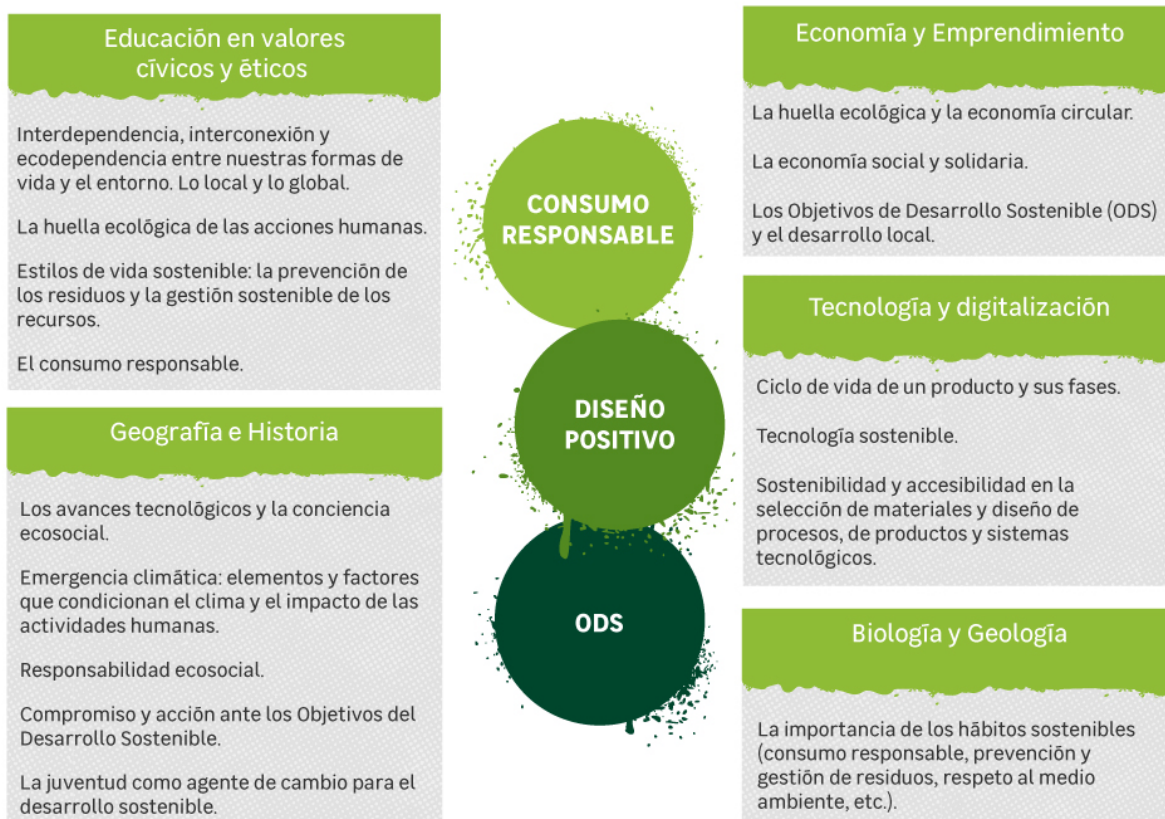 Educación en valores
cívicos y éticos
Interdependencia, interconexión y
ecodependencia entre nuestras formas de
vida y el entorno. Lo local y lo global.
La huella ecológica de las acciones humanas.
Estilos de vida sostenible: la prevención de
los residuos y la gestión sostenible de los
recursos.
El consumo responsable.
Geografía e Historia
Los avances tecnológicos y la conciencia
ecosocial.
Emergencia climática: elementos y factores
que condicionan el clima y el impacto de las
actividades humanas.
Responsabilidad ecosocial.
Compromiso y acción ante los Objetivos del
Desarrollo Sostenible.
La juventud como agente de cambio para el
desarrollo sostenible.
CONSUMO
RESPONSABLE
DISEÑO
POSITIVO
ODS
Economía y Emprendimiento
La huella ecológica y la economía circular.
La economía social y solidaria.
Los Objetivos de Desarrollo Sostenible (ODS)
y el desarrollo local.
Tecnología y digitalización
Ciclo de vida de un producto y sus fases.
Tecnología sostenible.
Sostenibilidad y accesibilidad en la
selección de materiales y diseño de
procesos, de productos y sistemas
tecnológicos.
Biología y Geología
La importancia de los hábitos sostenibles
(consumo responsable, prevención y
gestión de residuos, respeto al medio
ambiente, etc.).